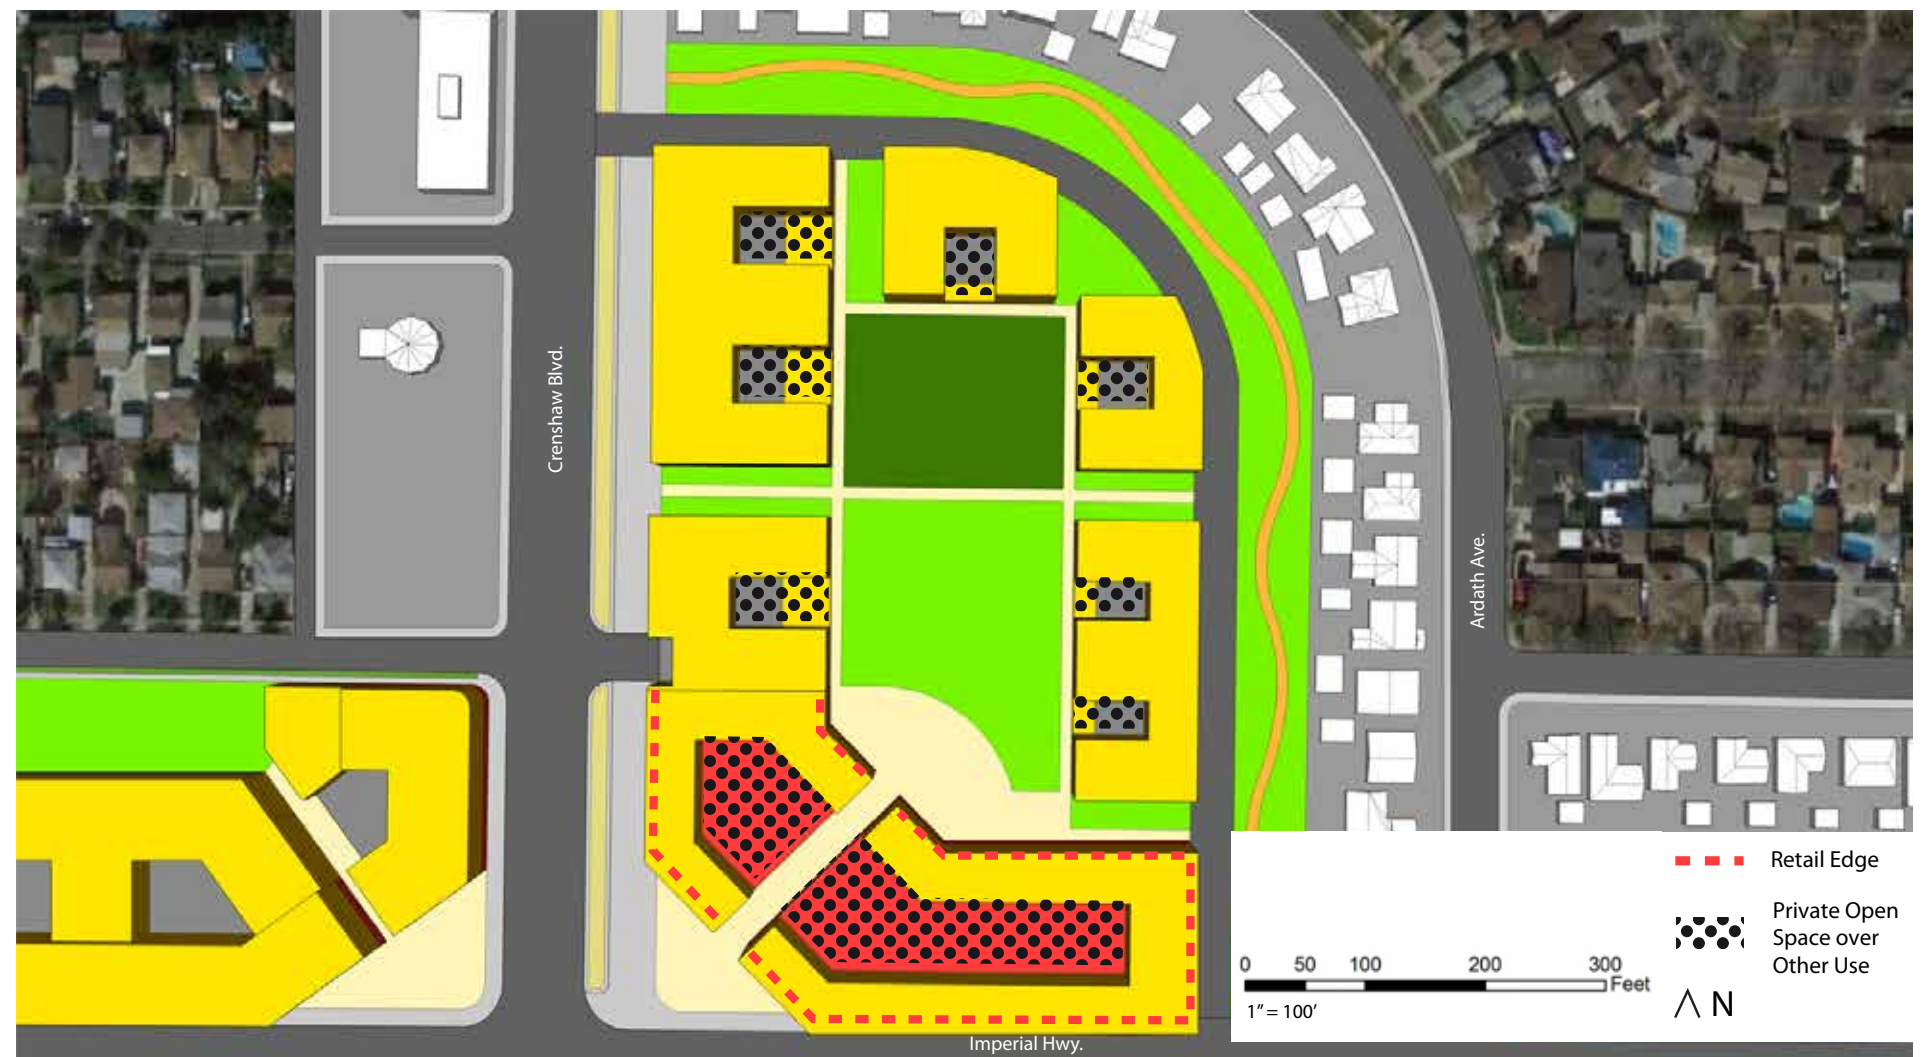 Crenshaw Blvd.
Ardath Ave.
Imperial Hwy.
Retail Edge
Private Open
Space over
Other Use
0 50 100 200 300
Feet
1" = 100'
N